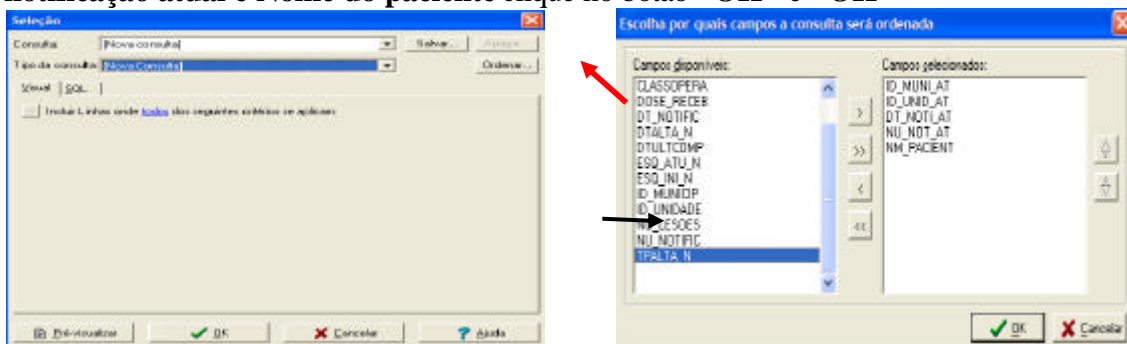 notificação atual e Nome do paciente clique no botão "OK" e "OK"
Seleção
Consulta: [Nova consulta] Salvar...
Tipo da consulta: [Nova Consulta] Ordenar...
Visual SQL
Incluir Linhas onde todos dos seguintes critérios se aplicam:
Pré-visualizar OK Cancelar Ajuda
Escolha por quais campos a consulta será ordenada
Campos disponíveis:
CLASSOPERA
DOSE_RECEB
DT_NOTIFIC
DTALTA_N
DTULTCOMP
ESQ_ATU_N
ESQ_INI_N
ID_MUNICIP
ID_UNIDADE
NU_LESOES
NU_NOTIFIC
TPALTA_N
>
>>
<
<<
Campos selecionados:
ID_MUNI_AT
ID_UNID_AT
DT_NOTI_AT
NU_NOT_AT
NM_PACIENT
OK Cancelar